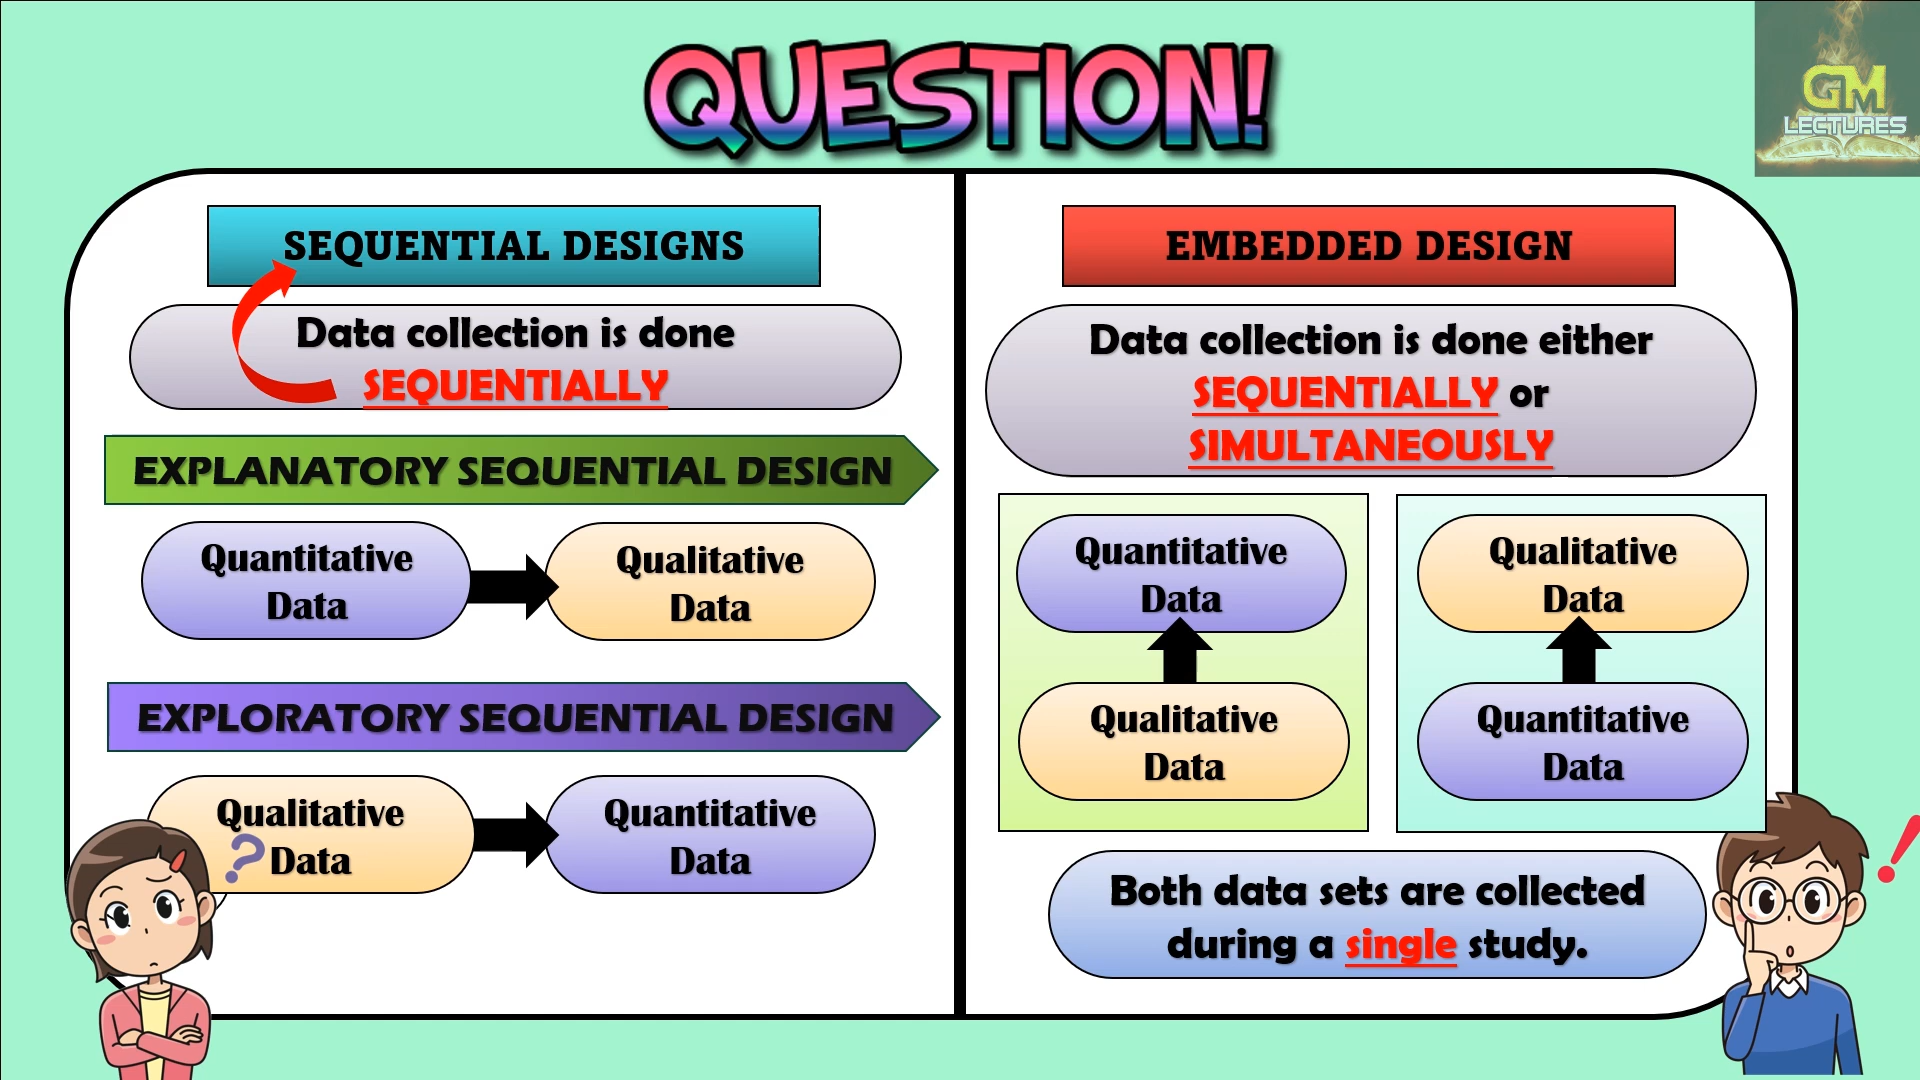 QUESTION!
GM
LECTURES
SEQUENTIAL DESIGNS
Data collection is done
SEQUENTIALLY
EXPLANATORY SEQUENTIAL DESIGN
Quantitative
Data
Qualitative
Data
EXPLORATORY SEQUENTIAL DESIGN
Qualitative
Data
?
Quantitative
Data
EMBEDDED DESIGN
Data collection is done either
SEQUENTIALLY or
SIMULTANEOUSLY
Quantitative
Data
Qualitative
Data
Qualitative
Data
Quantitative
Data
Both data sets are collected
during a single study.
!